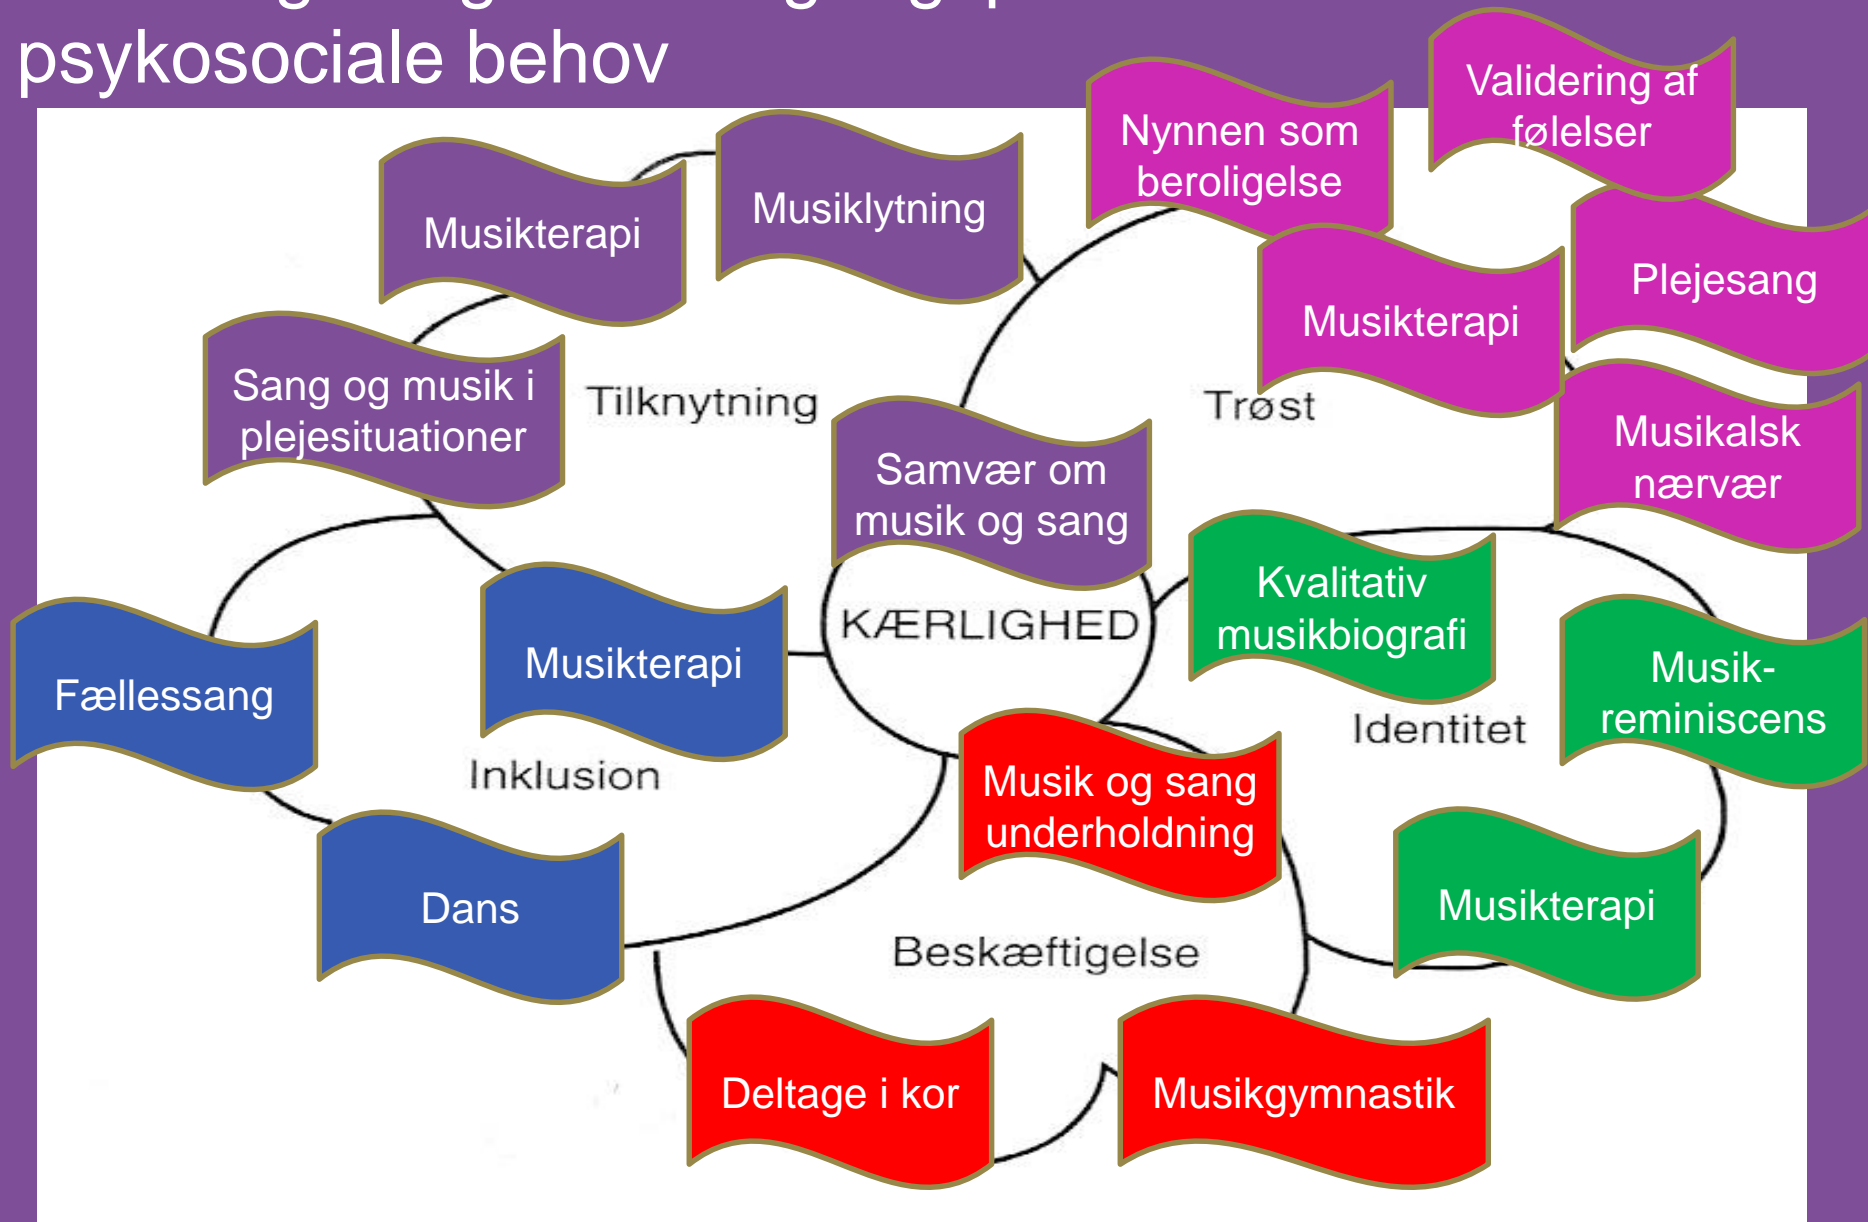 psykosociale behov
Validering af
følelser
Nynnen som
beroligelse
Musiklytning
Musikterapi
Plejesang
Musikterapi
Sang og musik i
plejesituationer
Tilknytning
Trøst
Musikalsk
nærvær
Samvær om
musik og sang
Kvalitativ
musikbiografi
KÆRLIGHED
Musikterapi
Fællessang
Musik-
reminiscens
Identitet
Inklusion
Musik og sang
underholdning
Dans
Musikterapi
Beskæftigelse
Deltage i kor
Musikgymnastik